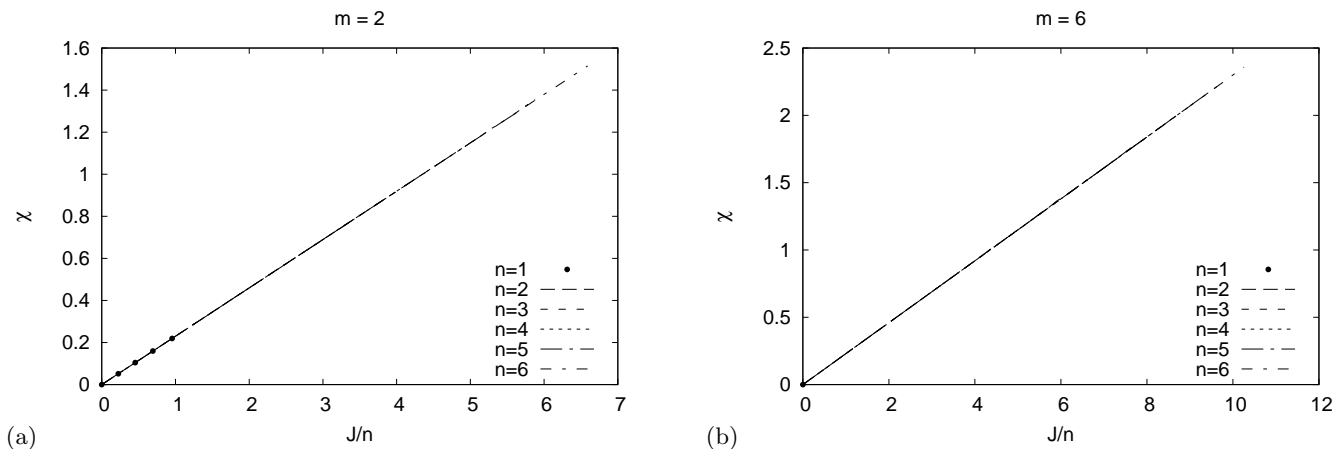 m = 2
1.6
1.4
1.2
1
0.8
0.6
0.4
0.2
0
χ
n=1
n=2
n=3
n=4
n=5
n=6
0 1 2 3 4 5 6 7
J/n
(a)
m = 6
2.5
2
1.5
1
0.5
0
χ
n=1
n=2
n=3
n=4
n=5
n=6
0 2 4 6 8 10 12
J/n
(b)